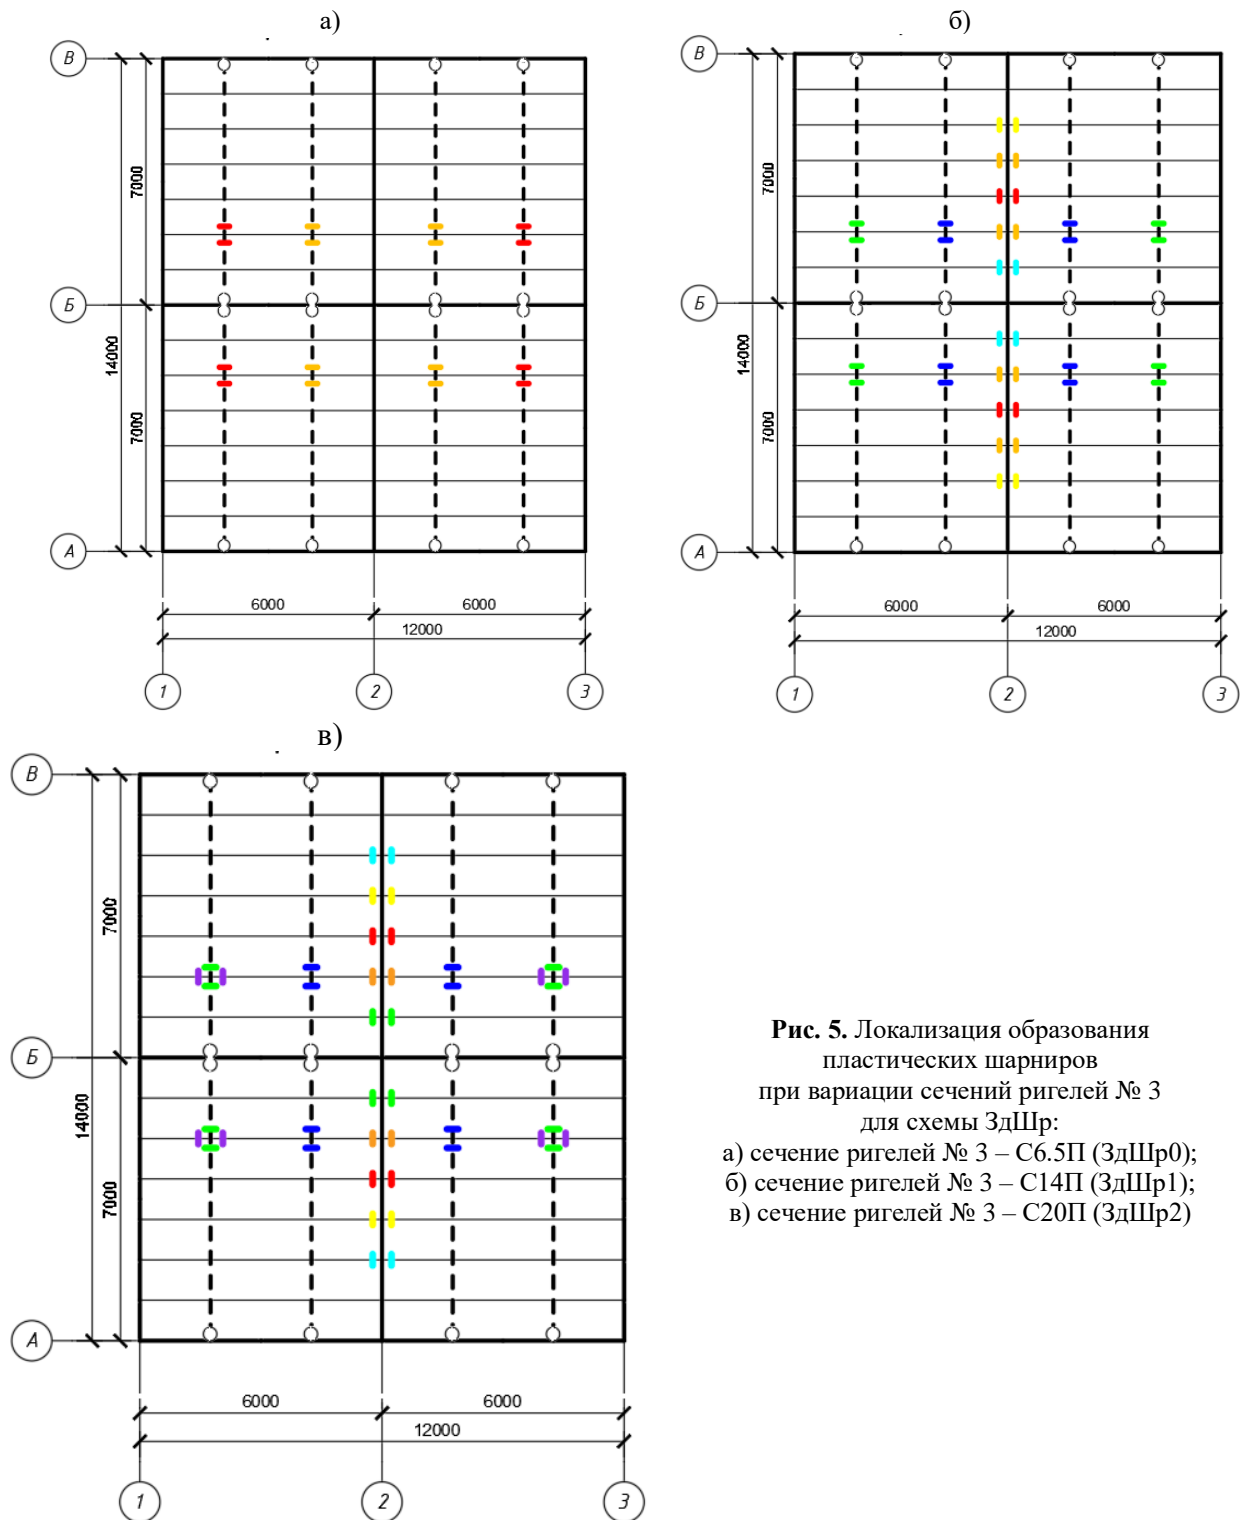 а)
В
7000
Б
14000
7000
А
6000
6000
12000
1
2
3
б)
В
7000
Б
14000
7000
А
6000
6000
12000
1
2
3
в)
В
7000
Б
14000
7000
А
6000
6000
12000
1
2
3
Рис. 5. Локализация образования
пластических шарниров
при вариации сечений ригелей № 3
для схемы ЗдШр:
а) сечение ригелей № 3 – С6.5П (ЗдШр0);
б) сечение ригелей № 3 – С14П (ЗдШр1);
в) сечение ригелей № 3 – С20П (ЗдШр2)